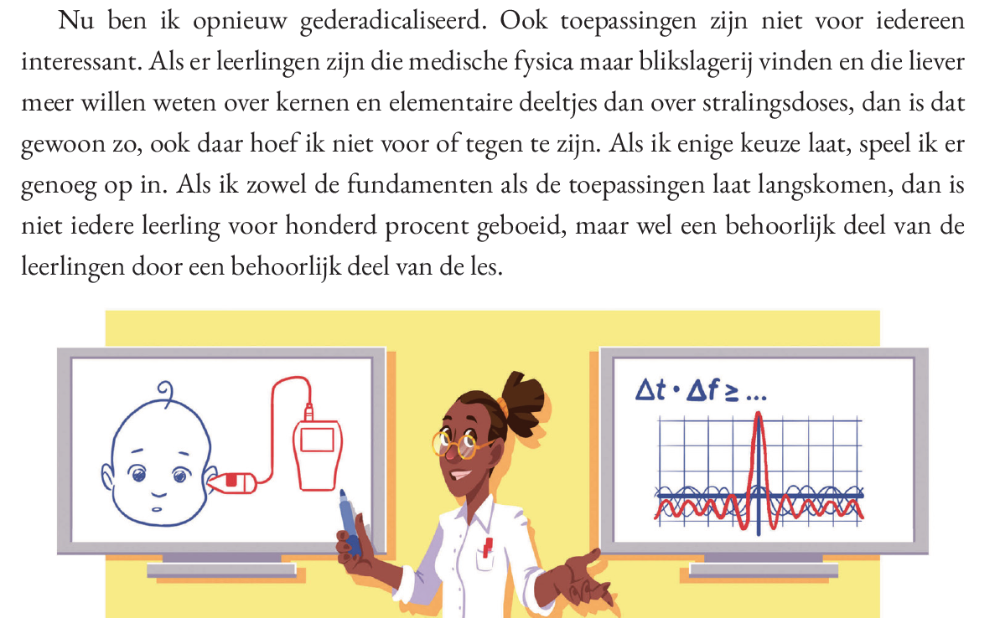 Nu ben ik opnieuw gederadicaliseerd. Ook toepassingen zijn niet voor iedereen
interessant. Als er leerlingen zijn die medische fysica maar blikslagerij vinden en die liever
meer willen weten over kernen en elementaire deeltjes dan over stralingsdoses, dan is dat
gewoon zo, ook daar hoef ik niet voor of tegen te zijn. Als ik enige keuze laat, speel ik er
genoeg op in. Als ik zowel de fundamenten als de toepassingen laat langskomen, dan is
niet iedere leerling voor honderd procent geboeid, maar wel een behoorlijk deel van de
leerlingen door een behoorlijk deel van de les.
Δt · Δf ≥ ...